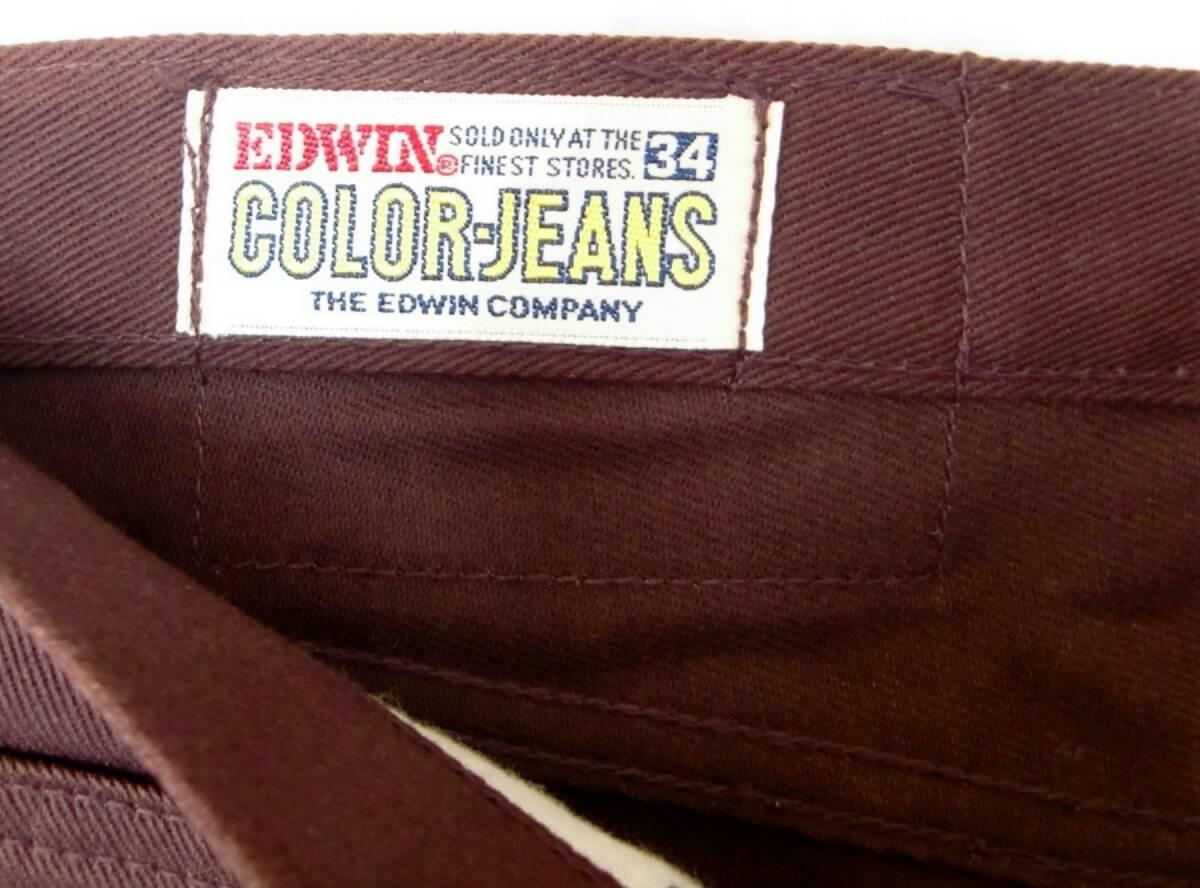 EDWIN® SOLD ONLY AT THE
FINEST STORES. 34
COLOR-JEANS
THE EDWIN COMPANY